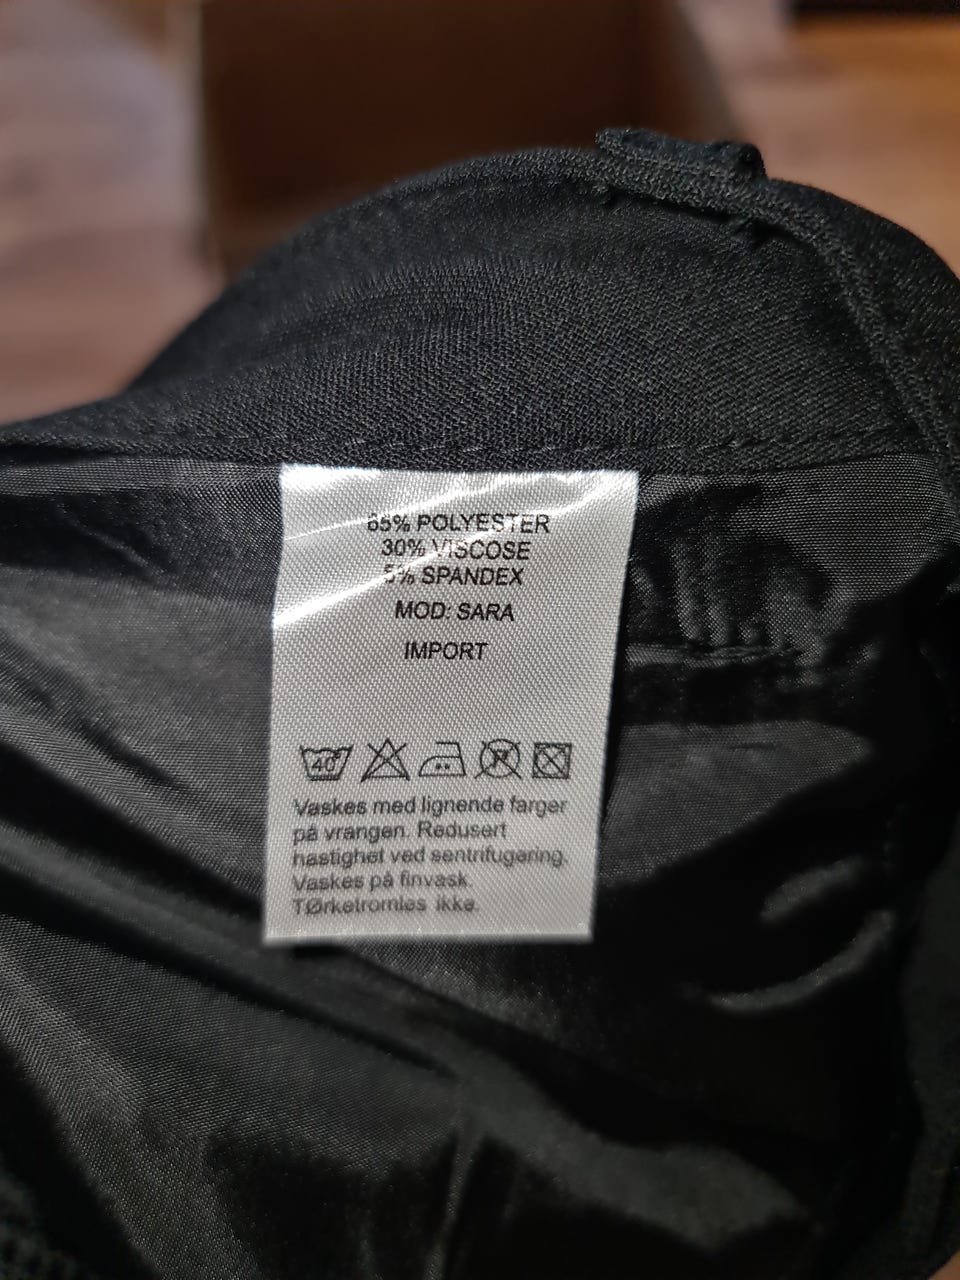 65% POLYESTER
30% VISCOSE
5% SPANDEX
MOD: SARA
IMPORT
40°
P
Vaskes med lignende farger
på vrangen. Redusert
hastighet ved sentrifugering.
Vaskes på finvask.
TØrketromles ikke.